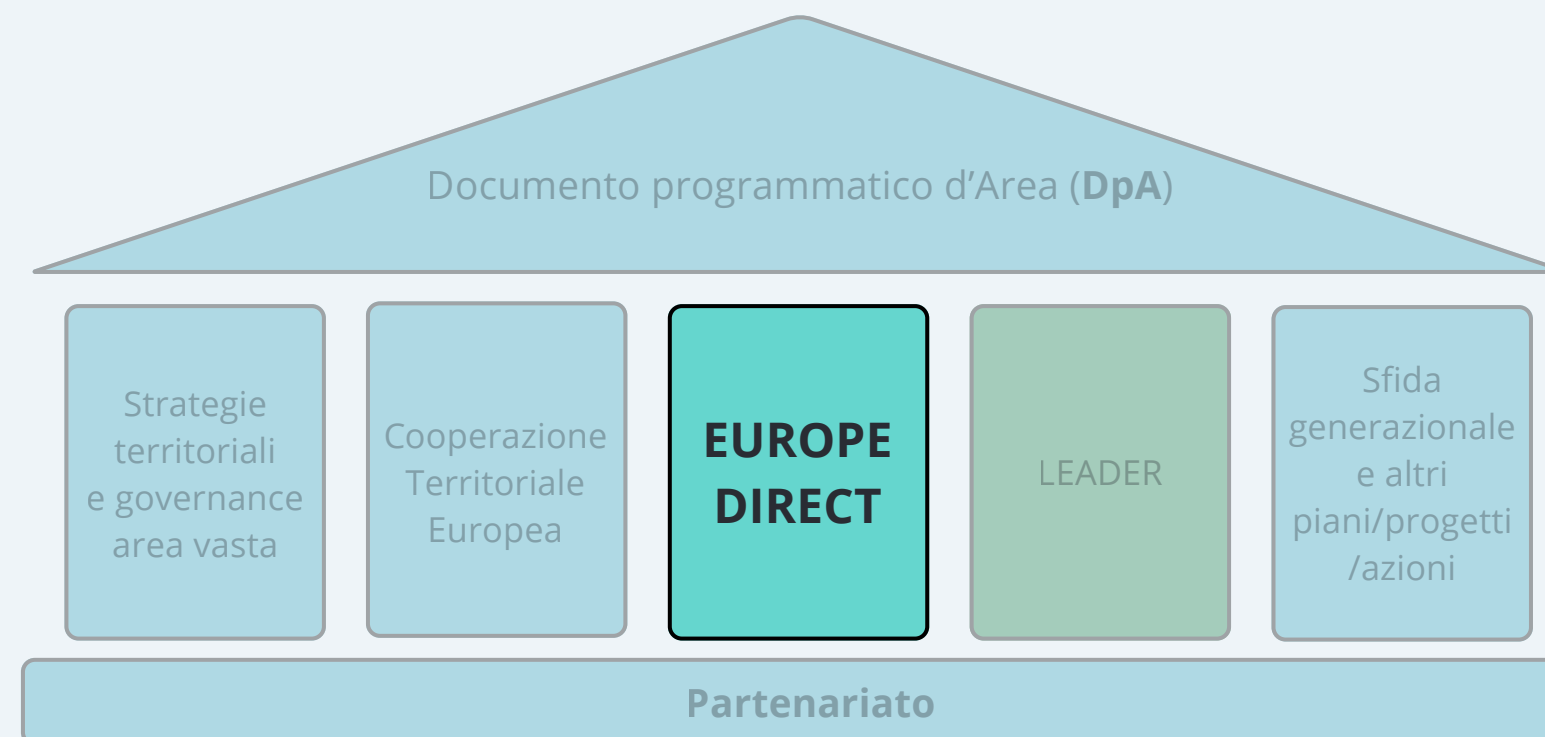 Documento programmatico d’Area (DpA)
Strategie
territoriali
e governance
area vasta
Cooperazione
Territoriale
Europea
EUROPE
DIRECT
LEADER
Sfida
generazionale
e altri
piani/progetti
/azioni
Partenariato